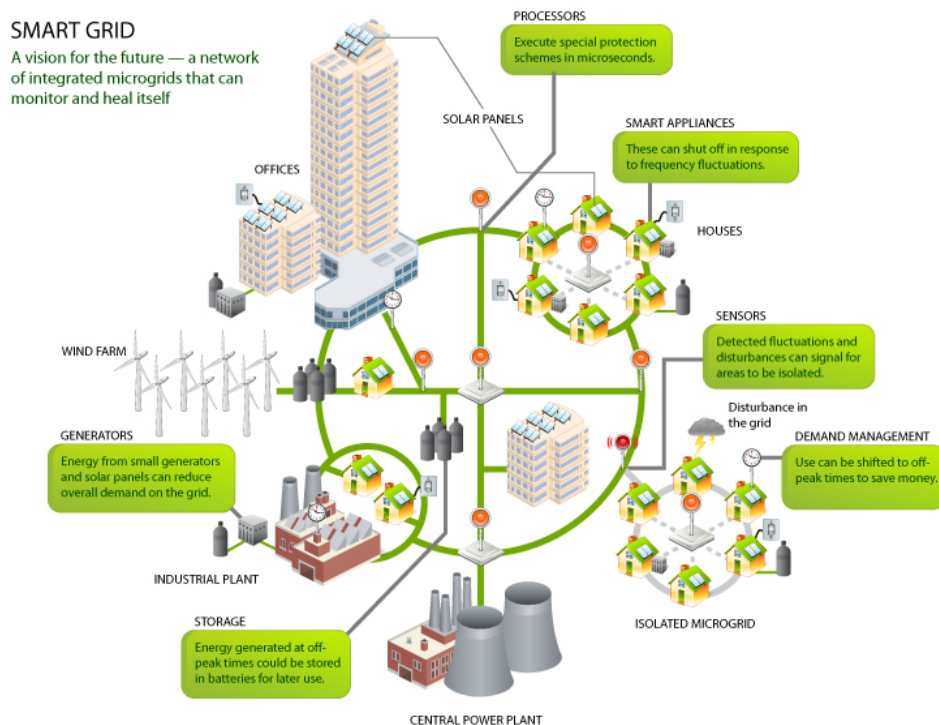 SMART GRID
A vision for the future — a network
of integrated microgrids that can
monitor and heal itself
PROCESSORS
Execute special protection
schemes in microseconds.
SOLAR PANELS
SMART APPLIANCES
These can shut off in response
to frequency fluctuations.
OFFICES
HOUSES
SENSORS
Detected fluctuations and
disturbances can signal for
areas to be isolated.
WIND FARM
Disturbance in
the grid
GENERATORS
Energy from small generators
and solar panels can reduce
overall demand on the grid.
DEMAND MANAGEMENT
Use can be shifted to off-
peak times to save money.
INDUSTRIAL PLANT
STORAGE
Energy generated at off-
peak times could be stored
in batteries for later use.
ISOLATED MICROGRID
CENTRAL POWER PLANT